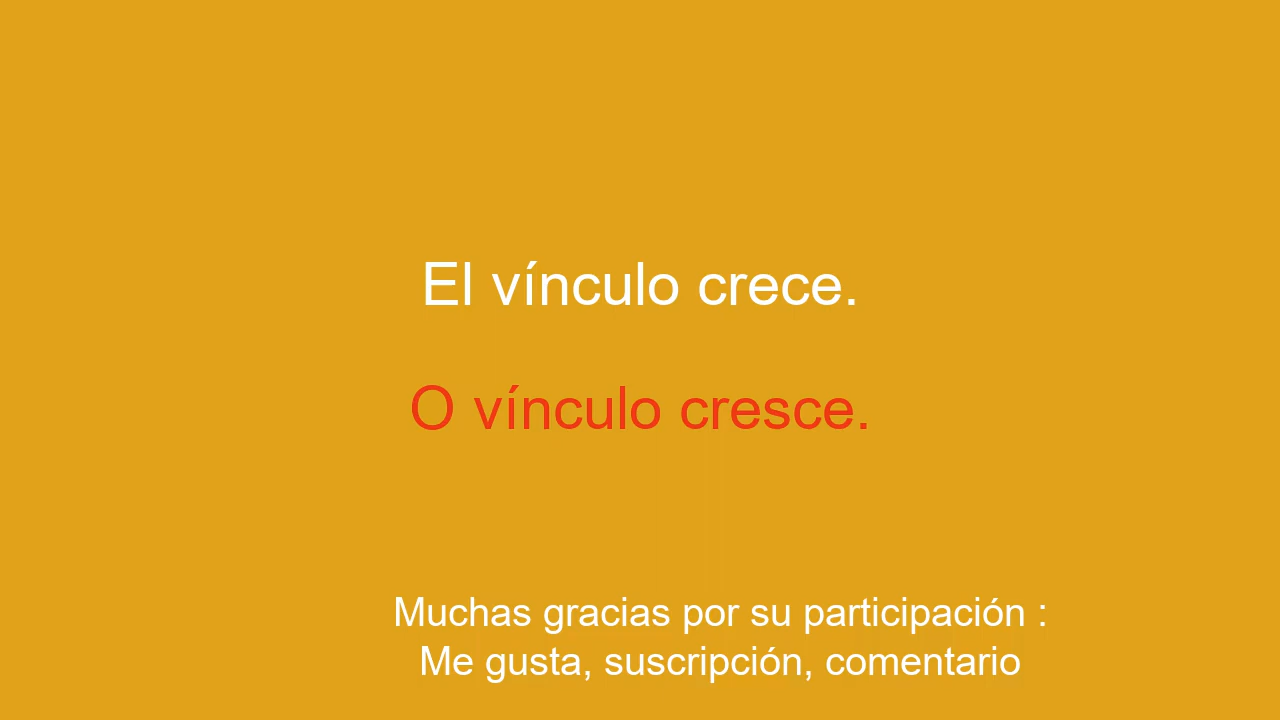 El vínculo crece.
O vínculo cresce.
Muchas gracias por su participación :
Me gusta, suscripción, comentario